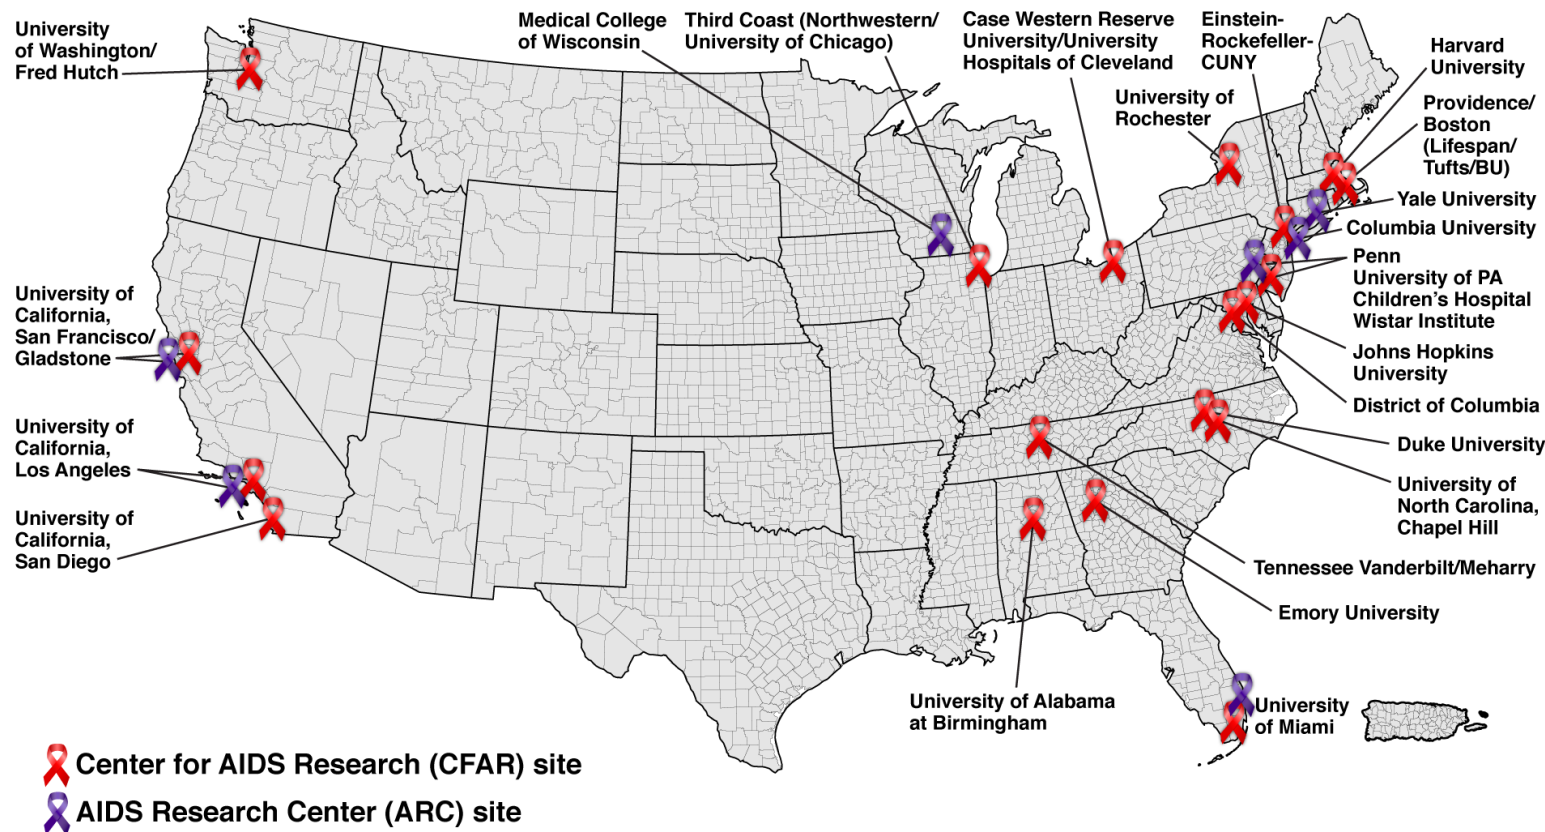 University
of Washington/
Fred Hutch
Medical College
of Wisconsin
Third Coast (Northwestern/
University of Chicago)
Case Western Reserve
University/University
Hospitals of Cleveland
Einstein-
Rockefeller-
CUNY
University of
Rochester
Harvard
University
Providence/
Boston
(Lifespan/
Tufts/BU)
Yale University
Columbia University
Penn
University of PA
Children's Hospital
Wistar Institute
Johns Hopkins
University
District of Columbia
Duke University
University of
North Carolina,
Chapel Hill
Tennessee Vanderbilt/Meharry
Emory University
University of Alabama
at Birmingham
University
of Miami
University of
California,
San Francisco/
Gladstone
University of
California,
Los Angeles
University of
California,
San Diego
Center for AIDS Research (CFAR) site
AIDS Research Center (ARC) site